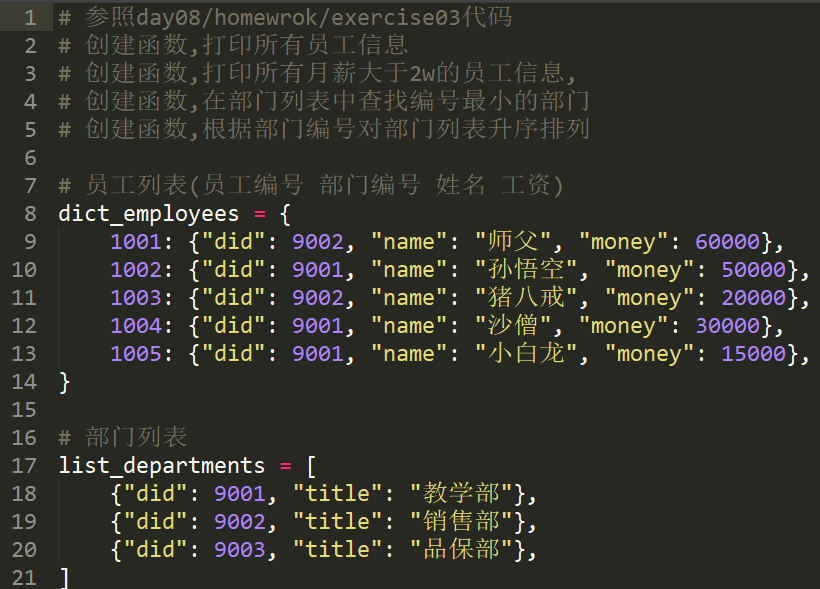 1 # 参照day08/homewrok/exercise03代码
2 # 创建函数,打印所有员工信息
3 # 创建函数,打印所有月薪大于2w的员工信息,
4 # 创建函数,在部门列表中查找编号最小的部门
5 # 创建函数,根据部门编号对部门列表升序排列
6
7 # 员工列表(员工编号 部门编号 姓名 工资)
8 dict_employees = {
9     1001: {"did": 9002, "name": "师父", "money": 60000},
10     1002: {"did": 9001, "name": "孙悟空", "money": 50000},
11     1003: {"did": 9002, "name": "猪八戒", "money": 20000},
12     1004: {"did": 9001, "name": "沙僧", "money": 30000},
13     1005: {"did": 9001, "name": "小白龙", "money": 15000},
14 }
15
16 # 部门列表
17 list_departments = [
18     {"did": 9001, "title": "教学部"},
19     {"did": 9002, "title": "销售部"},
20     {"did": 9003, "title": "品保部"},
21 ]